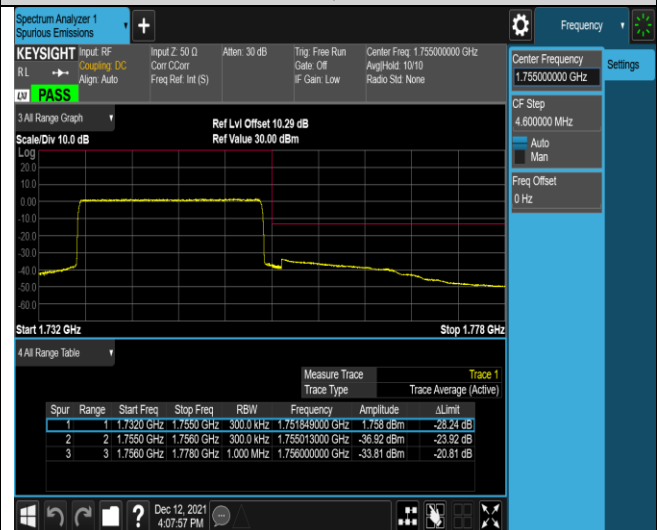 Spectrum Analyzer 1
Spurious Emissions
+
Frequency
KEYSIGHT Input: RF Input Z: 50 Ω Atten: 30 dB Trig: Free Run Center Freq: 1.755000000 GHz
RL Coupling: DC Corr CCorr Gate: Off Avg|Hold: 10/10
Align: Auto Freq Ref: Int (S) IF Gain: Low Radio Std: None
LXI PASS
Center Frequency
1.755000000 GHz
Settings
CF Step
4.600000 MHz
Auto
Man
Freq Offset
0 Hz
3 All Range Graph
Ref Lvl Offset 10.29 dB
Scale/Div 10.0 dB Ref Value 30.00 dBm
Log
20.0
10.0
0.00
-10.0
-20.0
-30.0
-40.0
-50.0
-60.0
Start 1.732 GHz Stop 1.778 GHz
4 All Range Table
Measure Trace Trace 1
Trace Type Trace Average (Active)
Spur Range Start Freq Stop Freq RBW Frequency Amplitude ΔLimit
1 1 1.7320 GHz 1.7550 GHz 300.0 kHz 1.751849000 GHz 1.758 dBm -28.24 dB
2 2 1.7550 GHz 1.7560 GHz 300.0 kHz 1.755013000 GHz -36.92 dBm -23.92 dB
3 3 1.7560 GHz 1.7780 GHz 1.000 MHz 1.756000000 GHz -33.81 dBm -20.81 dB
? Dec 12, 2021
4:07:57 PM